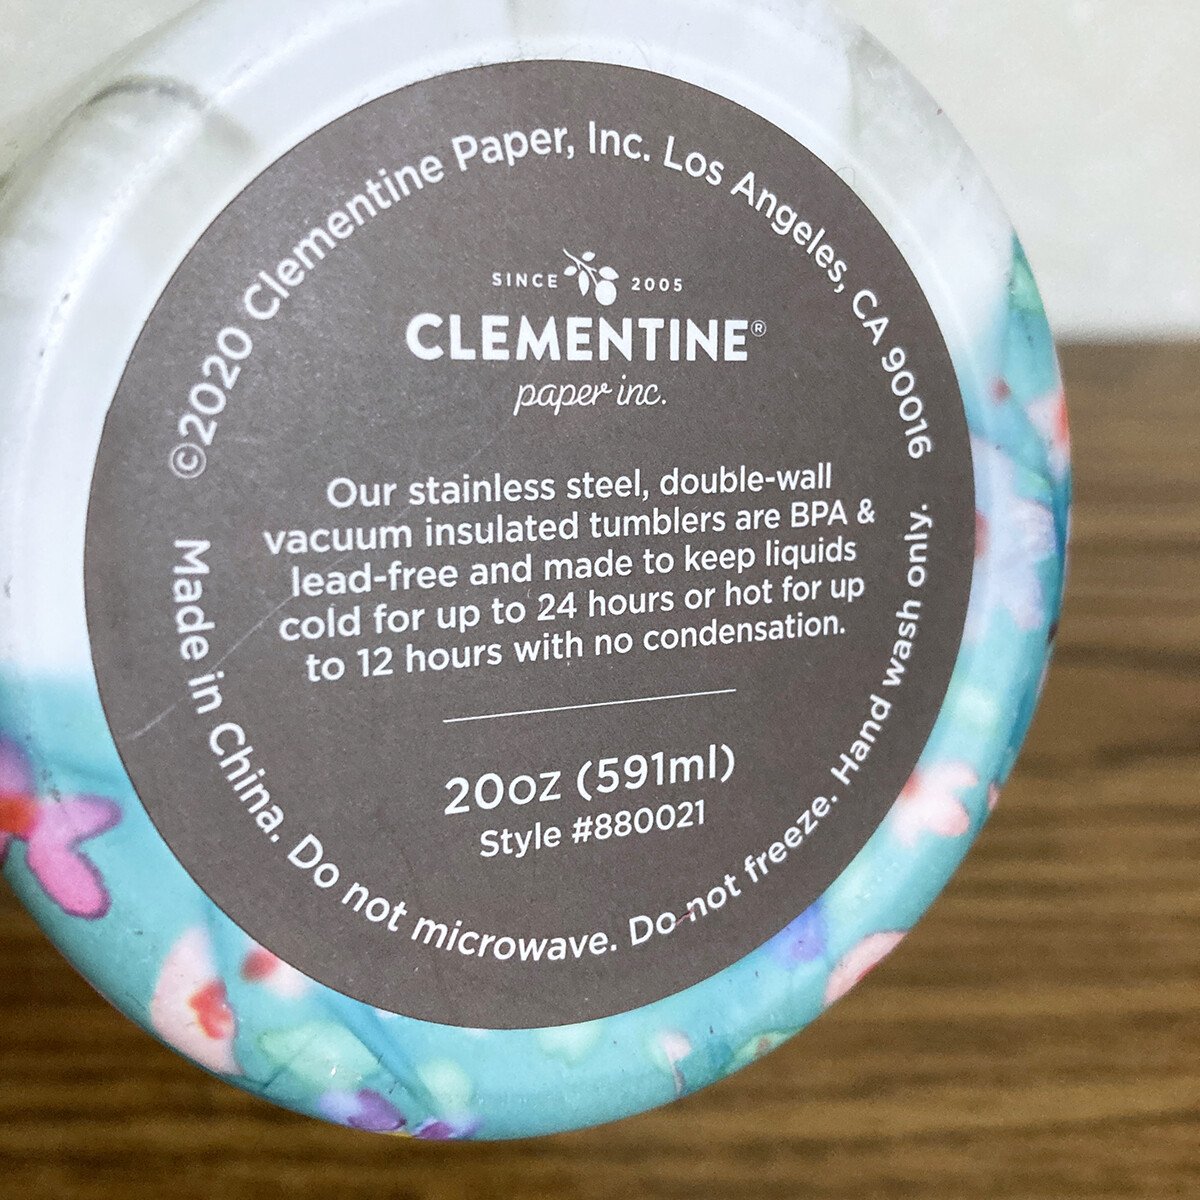 ©2020 Clementine Paper, Inc. Los Angeles, CA 90016
SINCE 2005
CLEMENTINE®
paper inc.
Our stainless steel, double-wall
vacuum insulated tumblers are BPA &
lead-free and made to keep liquids
cold for up to 24 hours or hot for up
to 12 hours with no condensation.
20oz (591ml)
Style #880021
Made in China. Do not microwave. Do not freeze. Hand wash only.